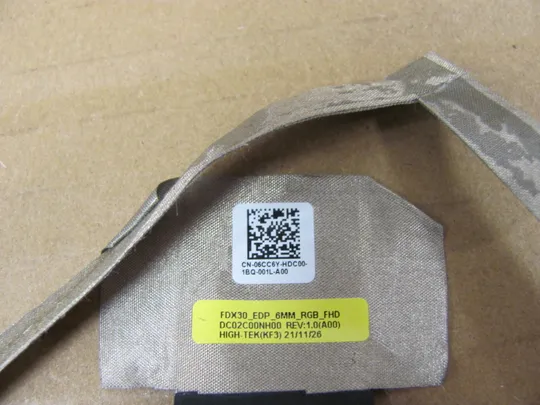 CN-06CC6Y-HDC00-
1BQ-001L-A00
FDX30_EDP_6MM_RGB_FHD
DC02C00NH00 REV:1.0(A00)
HIGH-TEK(KF3) 21/11/26